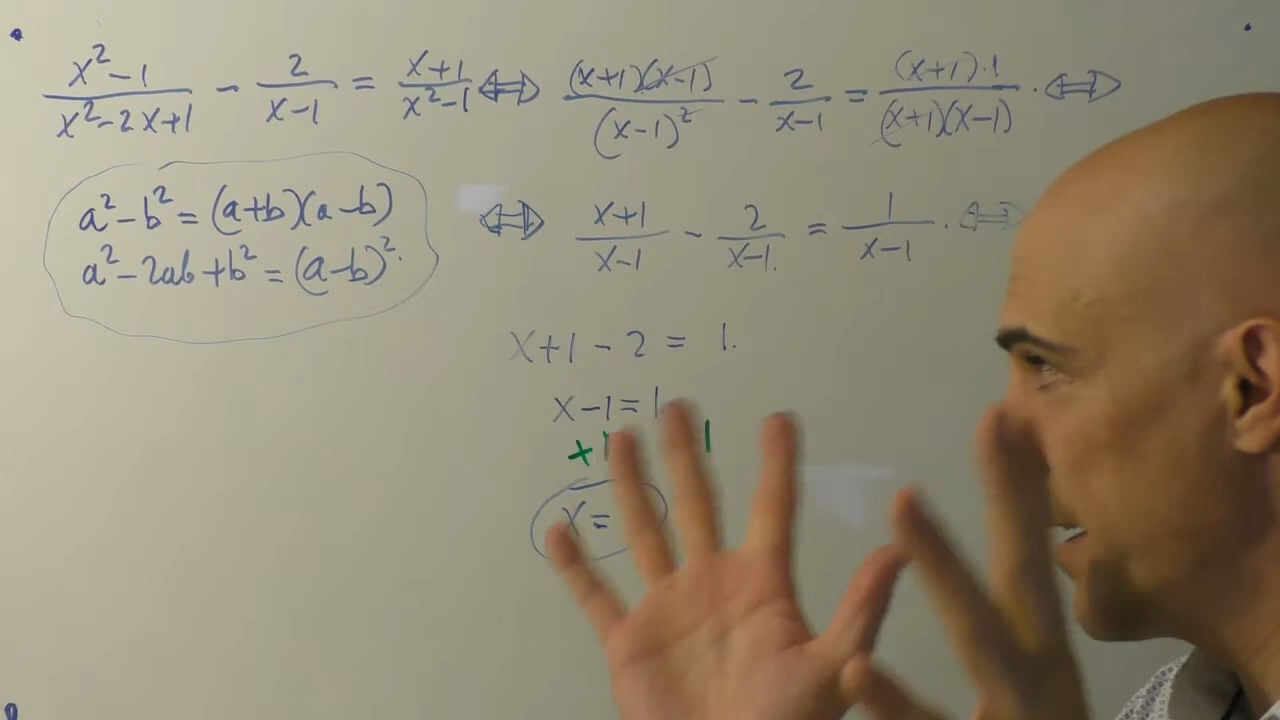 x²-1/x²-2x+1 - 2/x-1 = x+1/x²-1 ⇔ (x+1)(x-1)/(x-1)² - 2/x-1 = (x+1)·1/(x+1)(x-1). ⇔
a²-b² = (a+b)(a-b)
a²-2ab+b² = (a-b)².
⇔ x+1/x-1 - 2/x-1. = 1/x-1. ⇔
x+1-2 = 1.
x-1=1
+1 1
x=